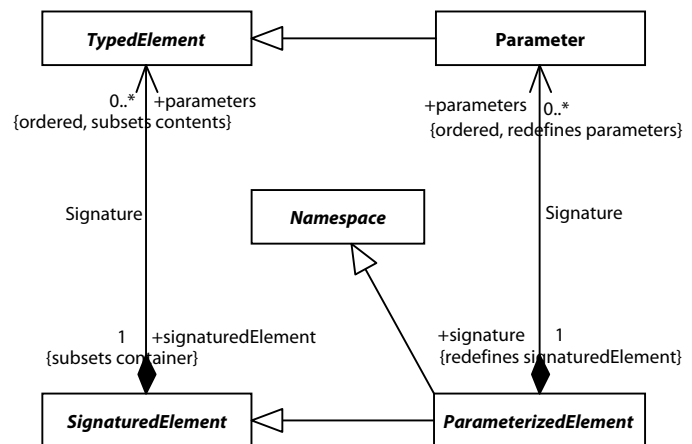 TypedElement
Parameter
0..* +parameters
{ordered, subsets contents}
+parameters 0..*
{ordered, redefines parameters}
Signature
Namespace
Signature
1 +signaturedElement
{subsets container}
+signature 1
{redefines signaturedElement}
SignaturedElement
ParameterizedElement